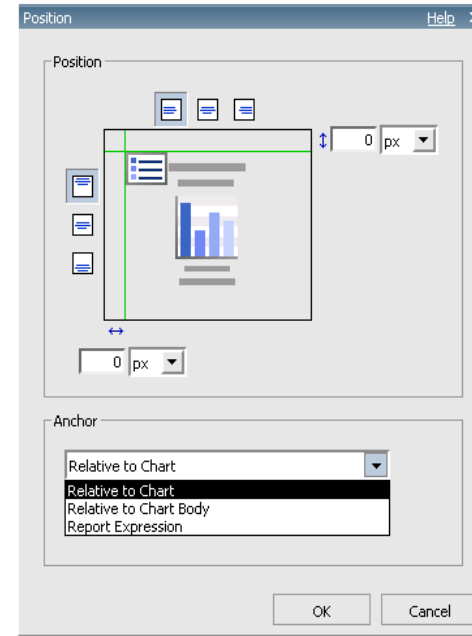 Position
Help
Position
0 px
0 px
Anchor
Relative to Chart
Relative to Chart
Relative to Chart Body
Report Expression
OK
Cancel